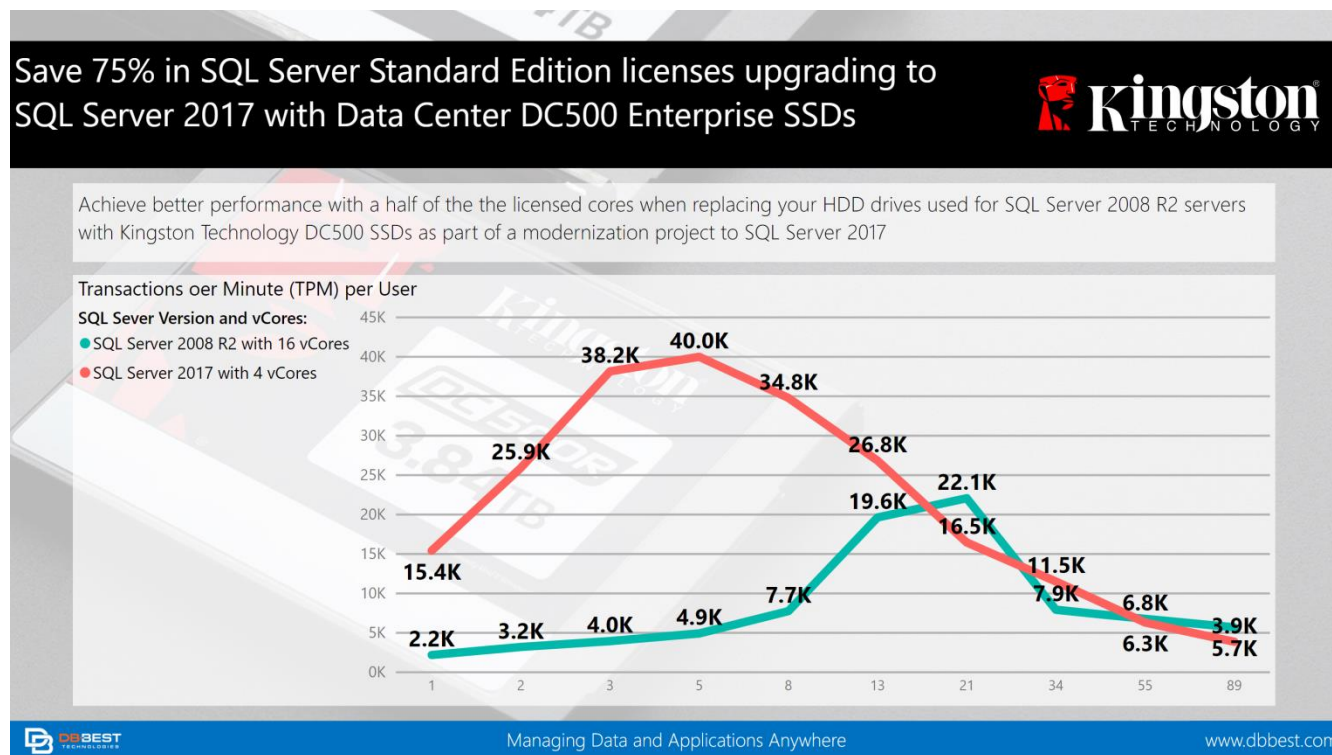 Save 75% in SQL Server Standard Edition licenses upgrading to
SQL Server 2017 with Data Center DC500 Enterprise SSDs
Kingston®
TECHNOLOGY
Achieve better performance with a half of the the licensed cores when replacing your HDD drives used for SQL Server 2008 R2 servers
with Kingston Technology DC500 SSDs as part of a modernization project to SQL Server 2017
Transactions oer Minute (TPM) per User
SQL Sever Version and vCores:
SQL Server 2008 R2 with 16 vCores
SQL Server 2017 with 4 vCores
45K
40K
35K
30K
25K
20K
15K
10K
5K
0K
15.4K
25.9K
38.2K
40.0K
34.8K
26.8K
16.5K
11.5K
6.3K
3.9K
2.2K
3.2K
4.0K
4.9K
7.7K
19.6K
22.1K
7.9K
6.8K
5.7K
1 2 3 5 8 13 21 34 55 89
Kingston
DC500R
3.84TB
TB
DBBEST
TECHNOLOGIES
Managing Data and Applications Anywhere
www.dbbest.com